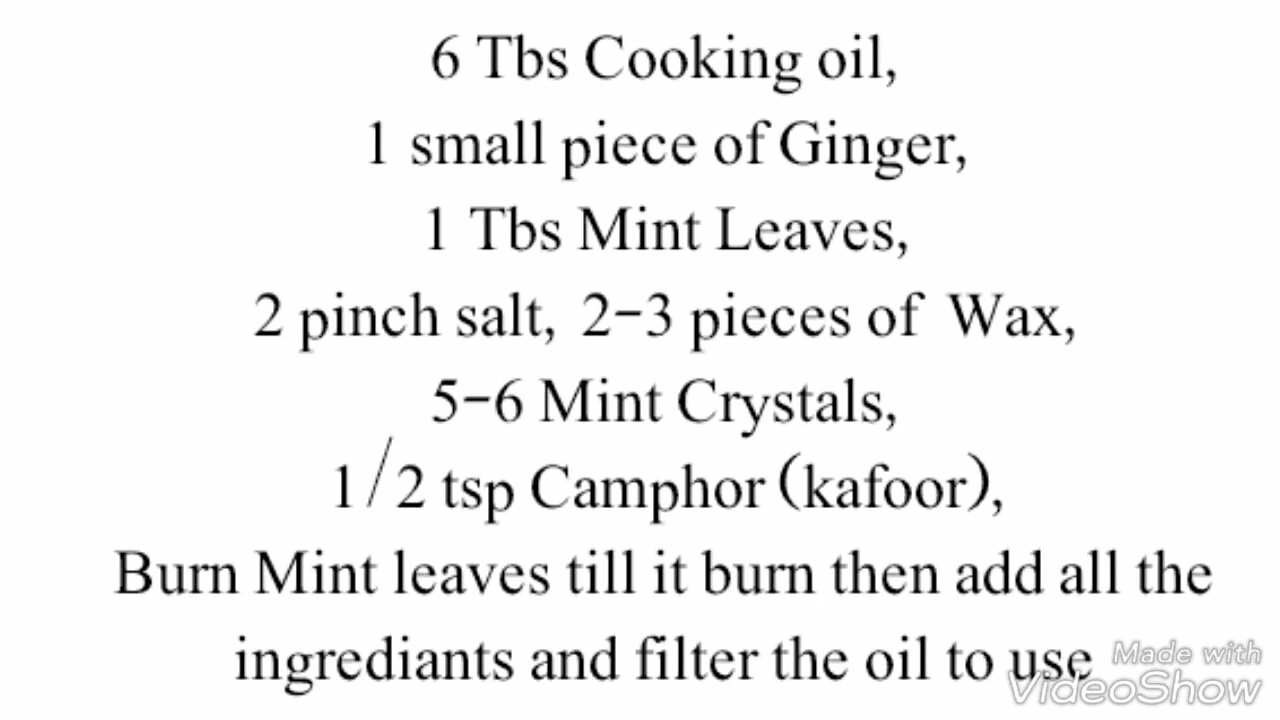 6 Tbs Cooking oil,
1 small piece of Ginger,
1 Tbs Mint Leaves,
2 pinch salt, 2-3 pieces of Wax,
5-6 Mint Crystals,
1/2 tsp Camphor (kafoor),
Burn Mint leaves till it burn then add all the
ingrediants and filter the oil to use
Made with
VideoShow